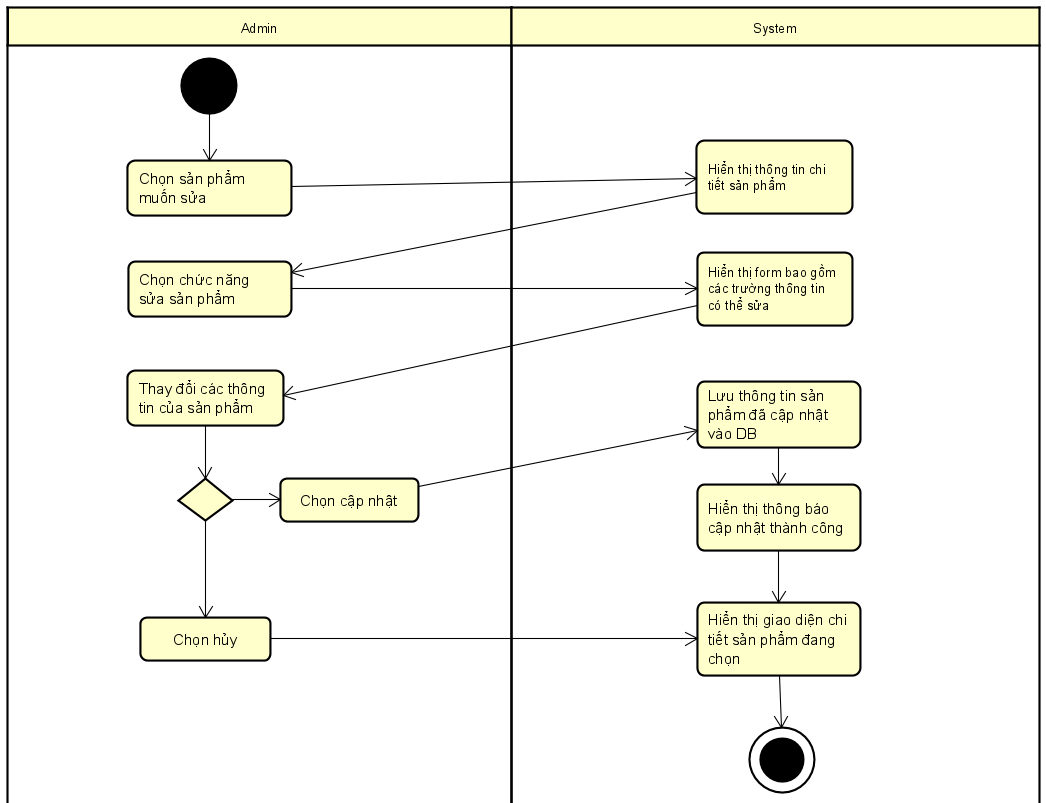 Admin
System
Chọn sản phẩm
muốn sửa
Hiển thị thông tin chi
tiết sản phẩm
Chọn chức năng
sửa sản phẩm
Hiển thị form bao gồm
các trường thông tin
có thể sửa
Thay đổi các thông
tin của sản phẩm
Lưu thông tin sản
phẩm đã cập nhật
vào DB
Chọn cập nhật
Hiển thị thông báo
cập nhật thành công
Chọn hủy
Hiển thị giao diện chi
tiết sản phẩm đang
chọn